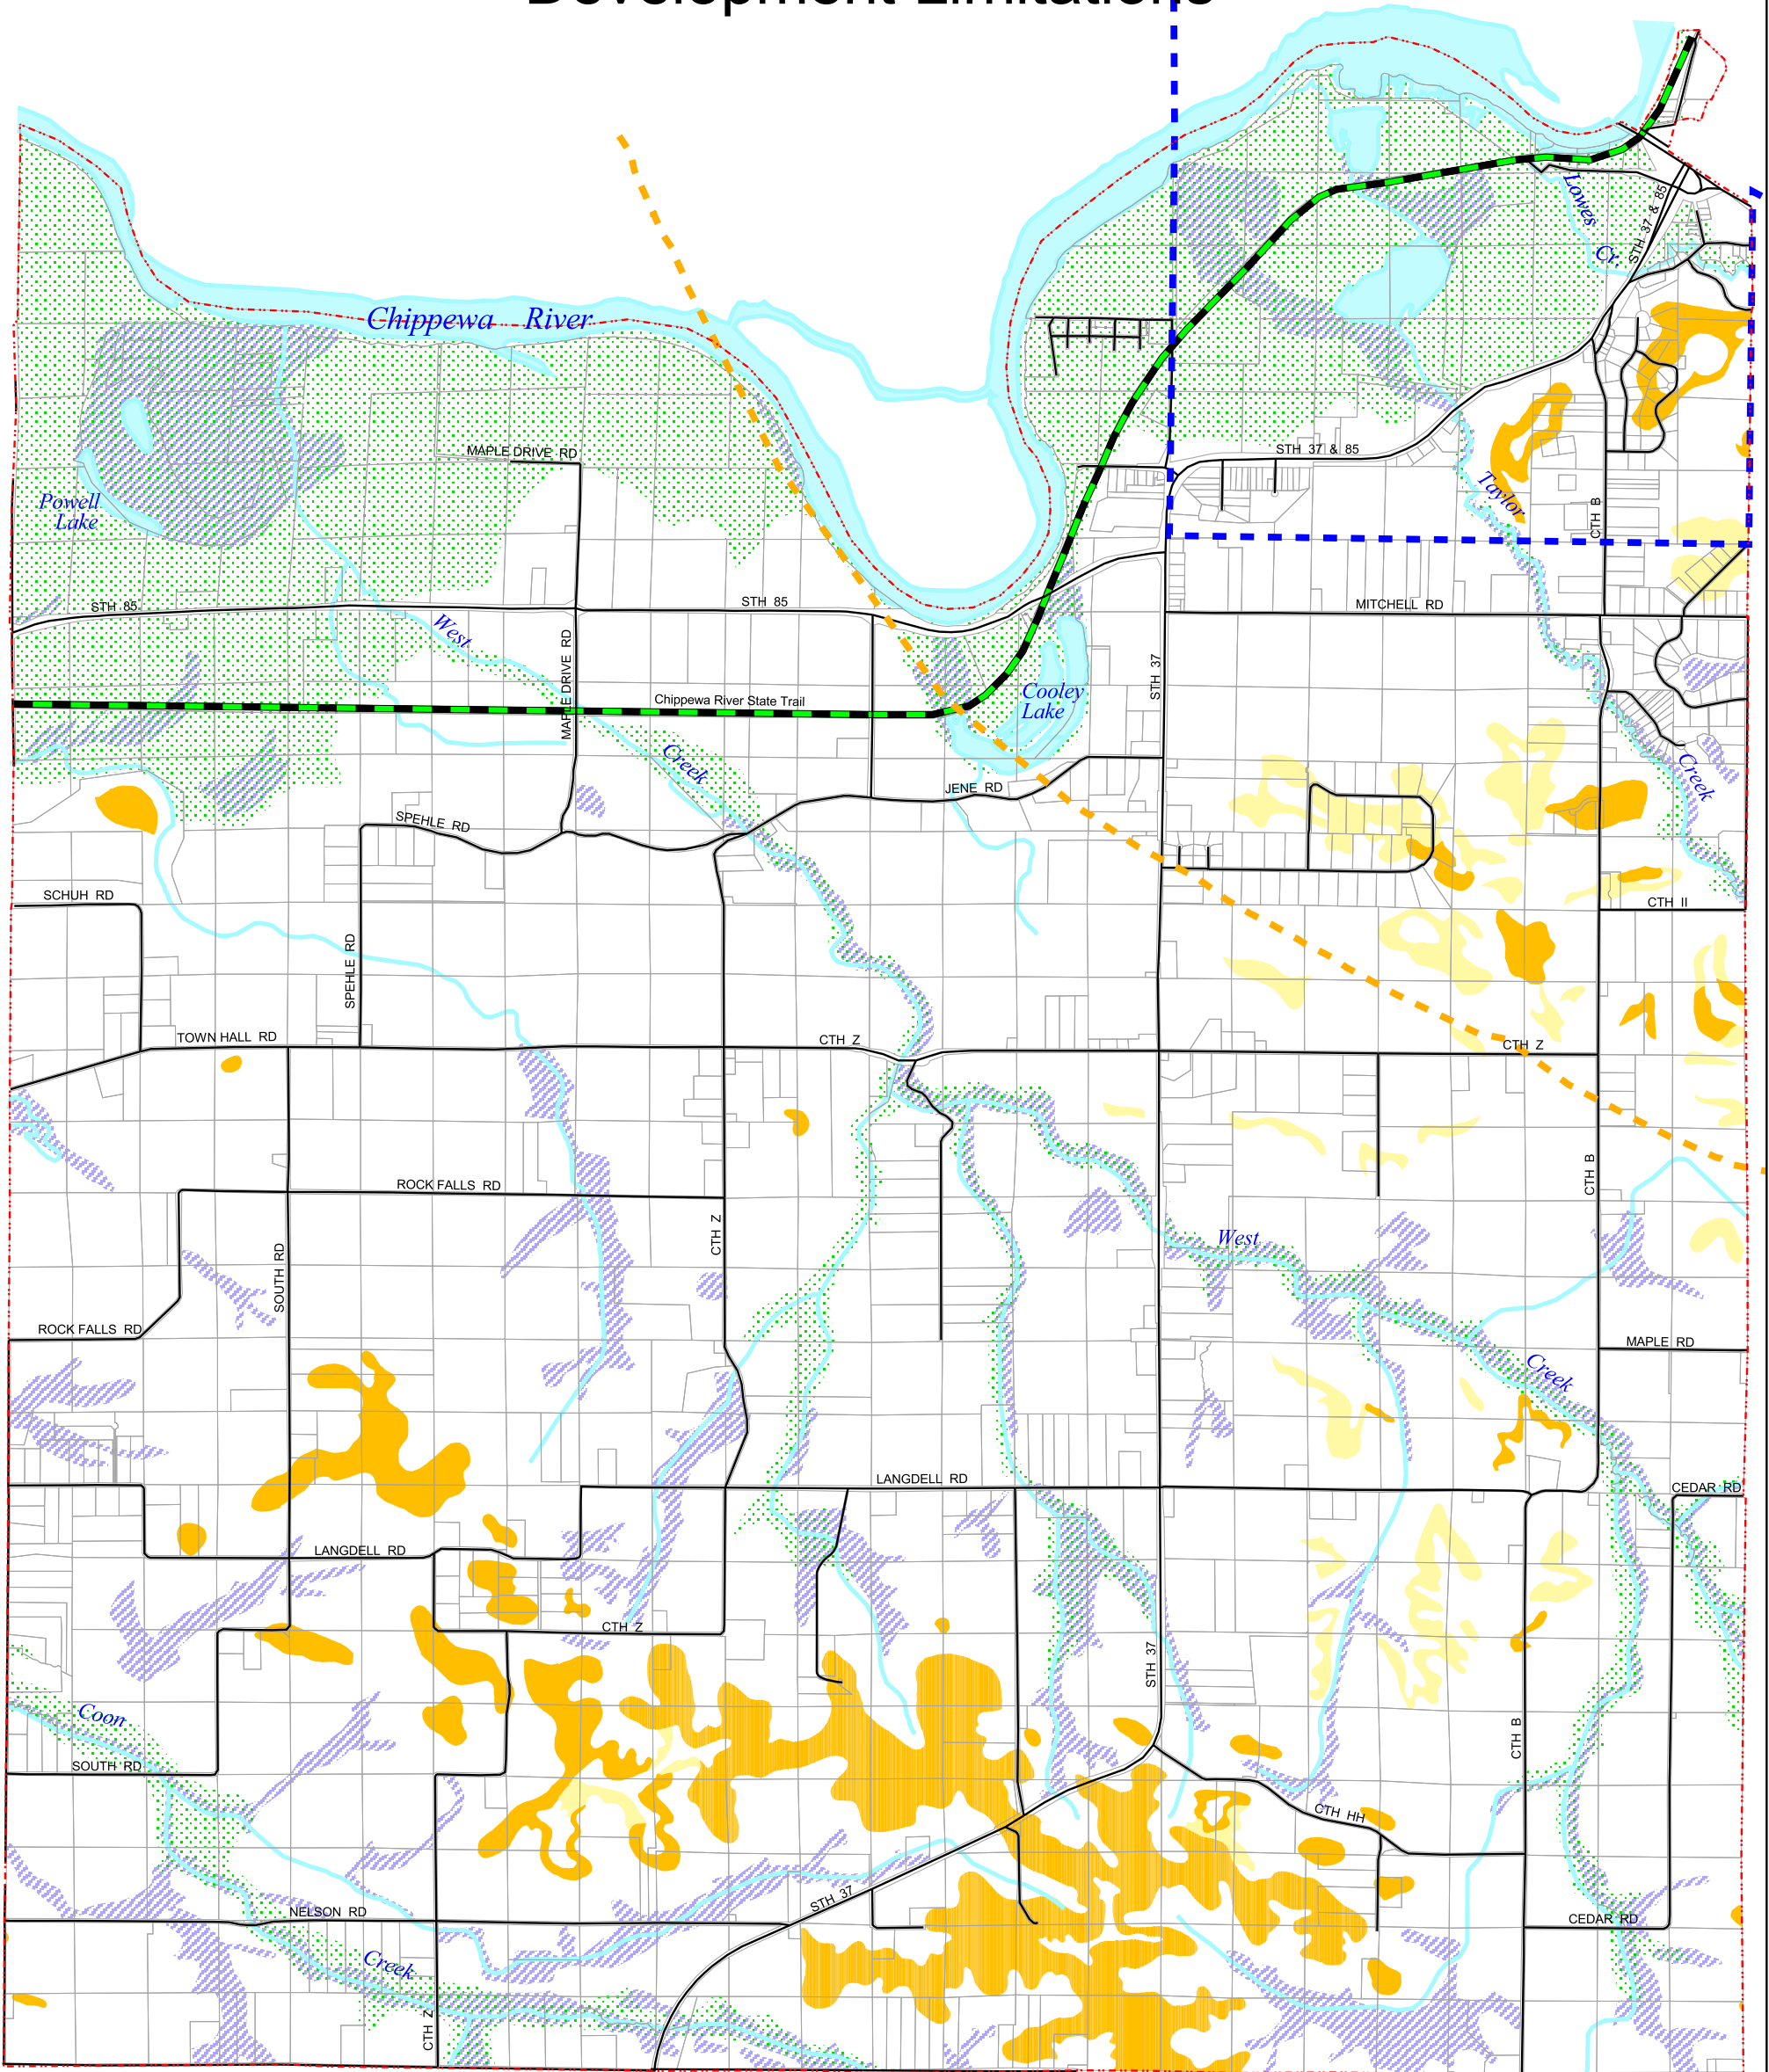 Development Limitations
Lowes
Cr.
STH 37 & 85
Chippewa River
MAPLE DRIVE RD
STH 37 & 85
Powell
Lake
Taylor
CTH B
STH 85
STH 85
MITCHELL RD
West
MAPLE DRIVE RD
STH 37
Cooley
Lake
Chippewa River State Trail
Creek
Creek
JENE RD
SPEHLE RD
SCHUH RD
CTH II
SPEHLE RD
TOWN HALL RD
CTH Z
CTH Z
CTH B
ROCK FALLS RD
CTH Z
West
SOUTH RD
ROCK FALLS RD
MAPLE RD
Creek
LANGDELL RD
CEDAR RD
LANGDELL RD
CTH Z
STH 37
Coon
CTH B
SOUTH RD
CTH HH
STH 37
NELSON RD
CEDAR RD
Creek
CTH Z